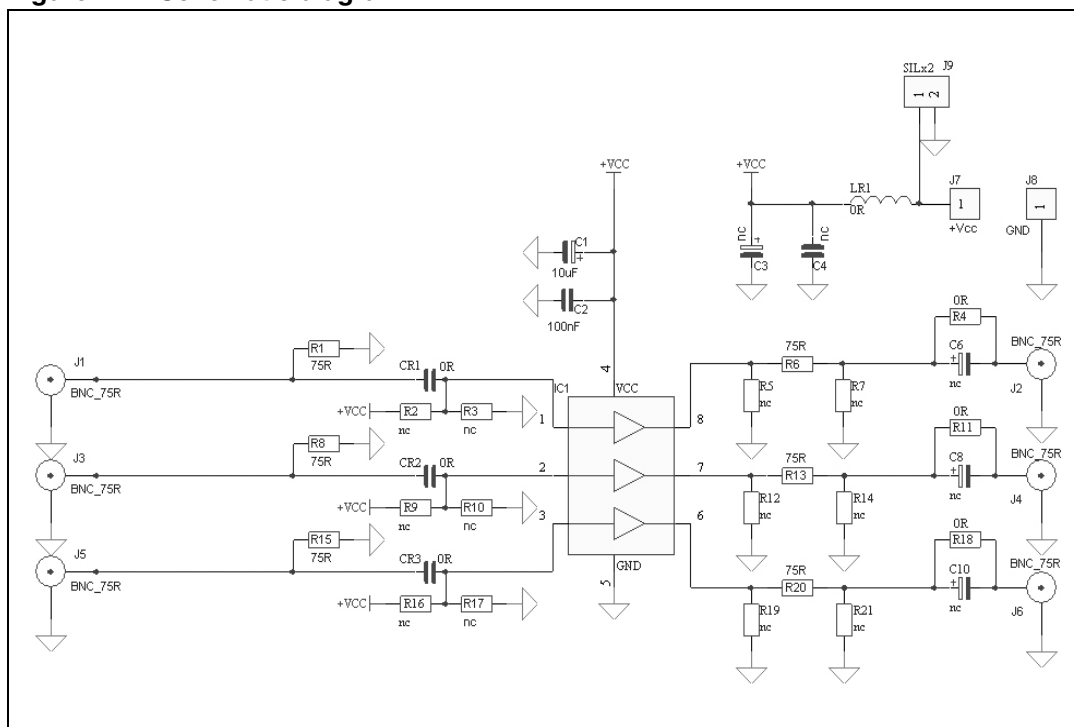 SILx2 J9
1 2
+VCC
+VCC
LR1
0R
J7
1
+Vcc
J8
1
GND
nc
C3
nc
C4
C1
10uF
C2
100nF
4
VCC
IC1
J1
BNC_75R
R1
75R
CR1 0R
+VCC
R2
nc
R3
nc
1
8
R5
nc
75R
R6
R7
nc
0R
R4
C6
nc
BNC_75R
J2
J3
BNC_75R
R8
75R
CR2 0R
+VCC
R9
nc
R10
nc
2
7
R12
nc
75R
R13
R14
nc
0R
R11
C8
nc
BNC_75R
J4
J5
BNC_75R
R15
75R
CR3 0R
+VCC
R16
nc
R17
nc
3
6
GND
5
R19
nc
75R
R20
R21
nc
0R
R18
C10
nc
BNC_75R
J6